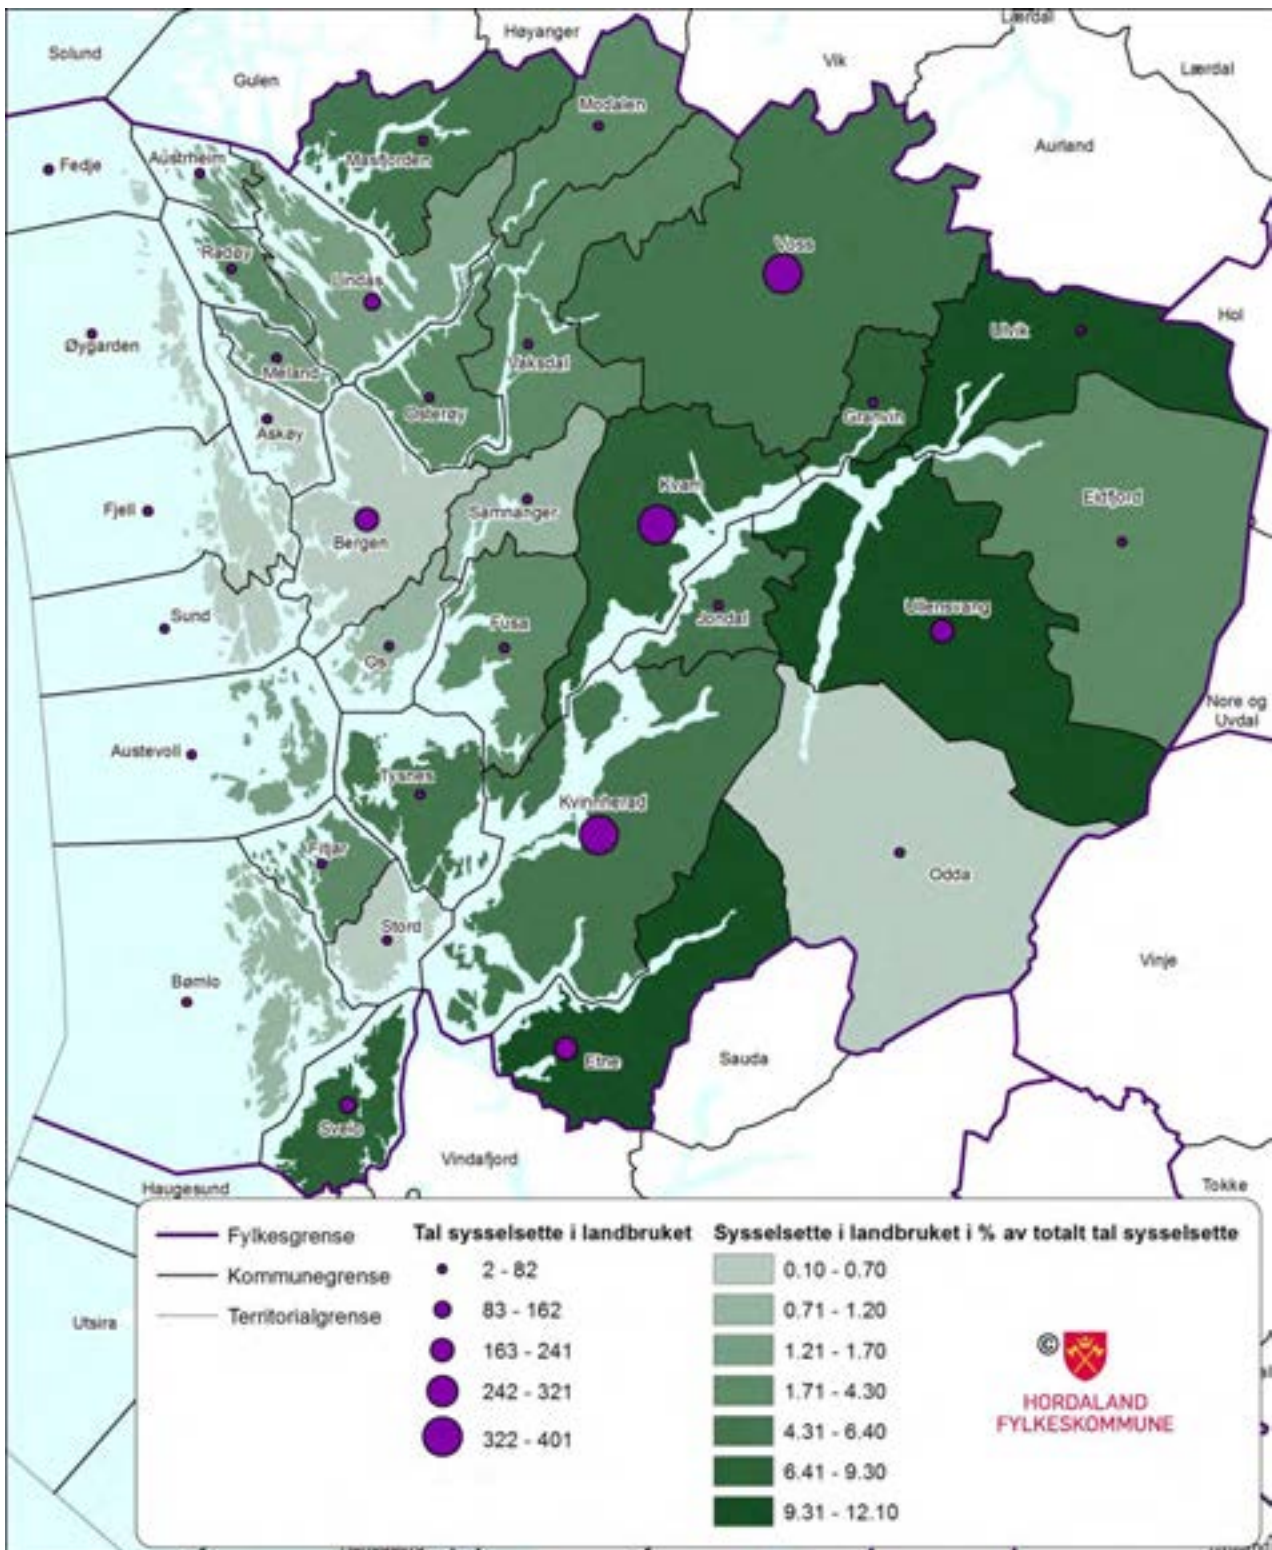 Lærdal
Høyanger
Solund
Vik
Lærdal
Gulen
Modalen
Aurland
Masfjorden
Austrheim
Fedje
Voss
Radøy
Lindås
Hol
Ulvik
Øygarden
Vaksdal
Meland
Osterøy
Granvin
Askøy
Kvam
Eidfjord
Fjell
Samnanger
Bergen
Ullensvang
Sund
Jondal
Fusa
Os
Nore og
Uvdal
Austevoll
Tysnes
Kvinnherad
Fitjar
Odda
Stord
Vinje
Bømlo
Etne
Sauda
Sveio
Vindafjord
Haugesund
Tokke
Utsira
Fylkesgrense
Kommunegrense
Territorialgrense
Tal sysselsette i landbruket
2 - 82
83 - 162
163 - 241
242 - 321
322 - 401
Sysselsette i landbruket i % av totalt tal sysselsette
0.10 - 0.70
0.71 - 1.20
1.21 - 1.70
1.71 - 4.30
4.31 - 6.40
6.41 - 9.30
9.31 - 12.10
©
HORDALAND
FYLKESKOMMUNE